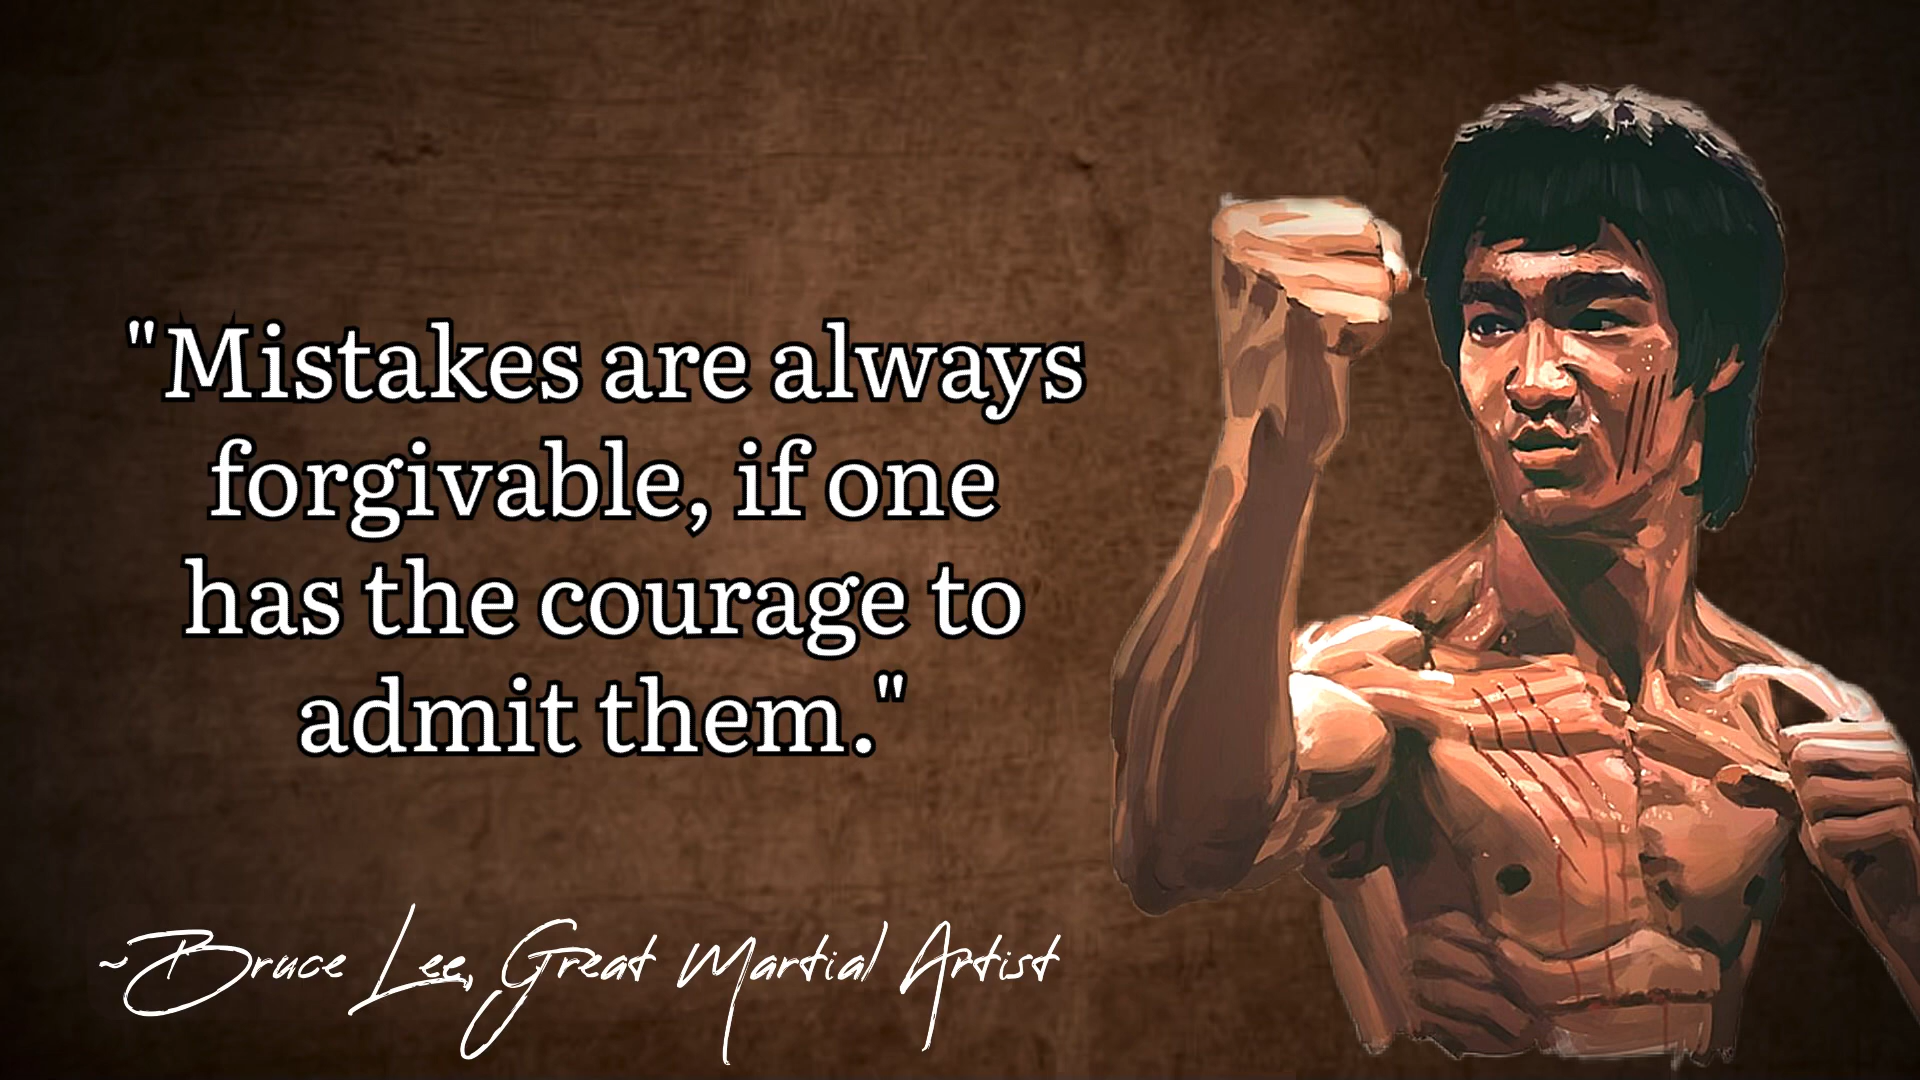 "Mistakes are always
forgivable, if one
has the courage to
admit them."
~Bruce Lee, Great Martial Artist